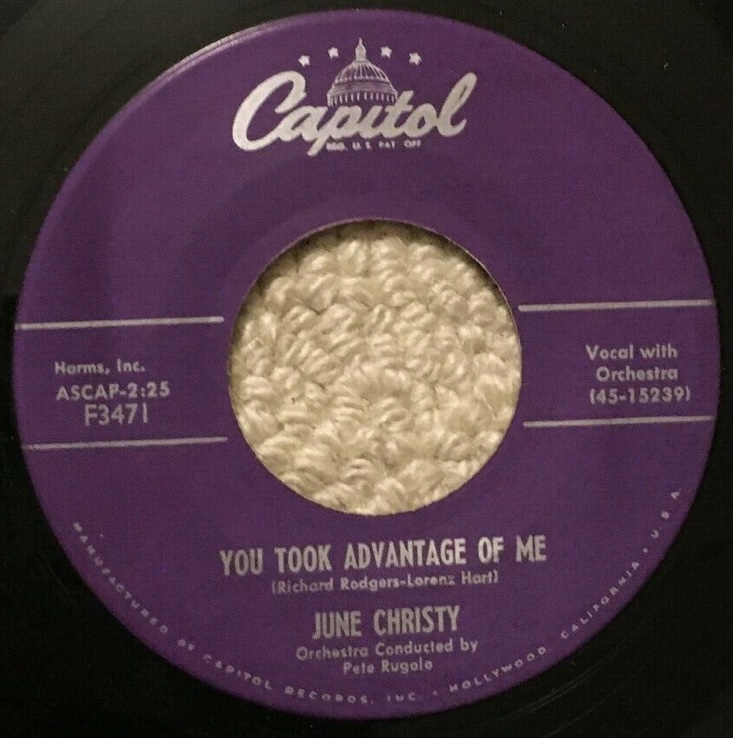 Capitol
REG. U.S. PAT. OFF.
Harms, Inc.
ASCAP-2:25
F3471
Vocal with
Orchestra
(45-15239)
YOU TOOK ADVANTAGE OF ME
(Richard Rodgers-Lorenz Hart)
JUNE CHRISTY
Orchestra Conducted by
Pete Rugolo
MANUFACTURED BY CAPITOL RECORDS, INC. • HOLLYWOOD, CALIFORNIA • U.S.A.